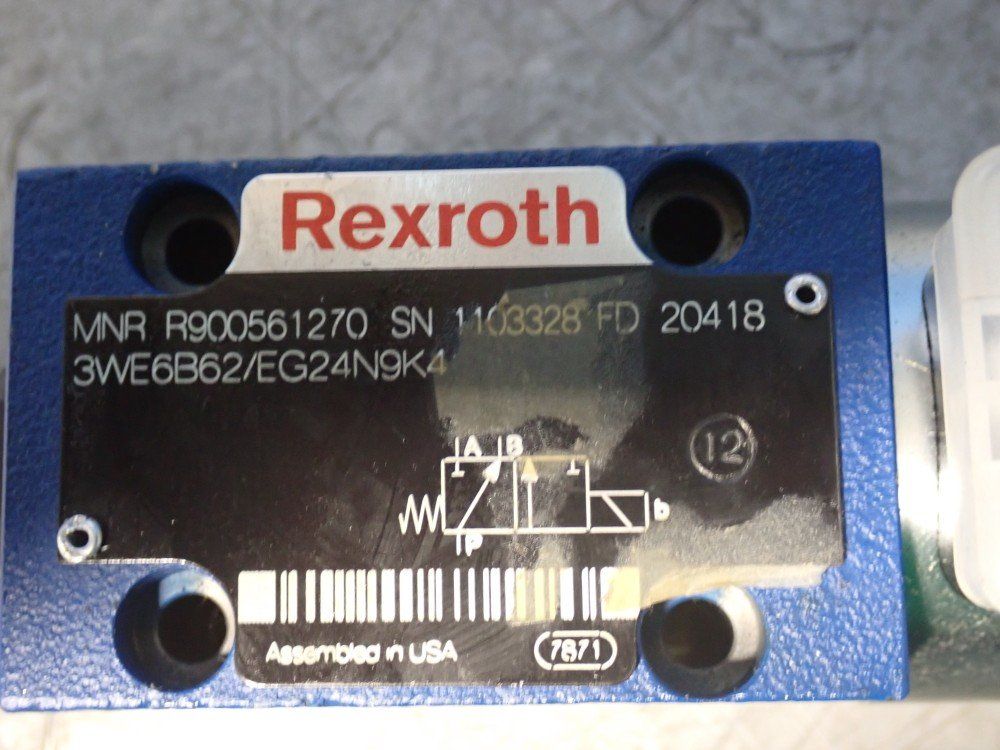 Rexroth
MNR R900561270 SN 1103328 FD 20418
3WE6B62/EG24N9K4
12
A B
b
P
Assembled in USA
7871